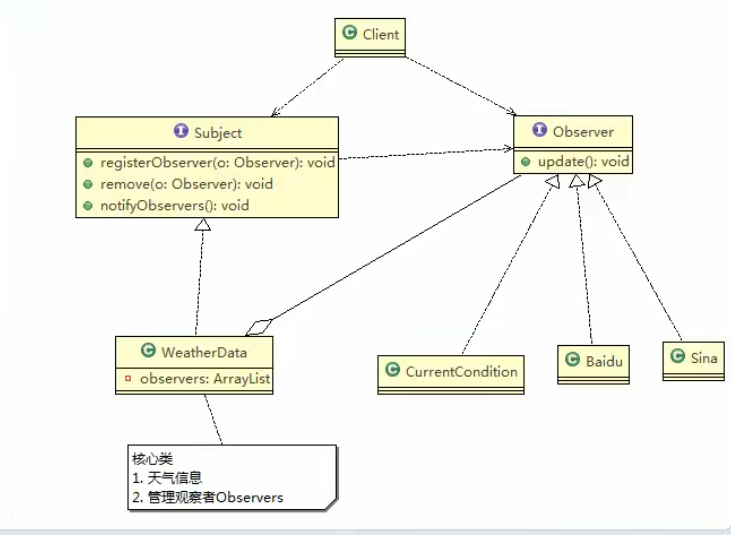 Client
Subject
registerObserver(o: Observer): void
remove(o: Observer): void
notifyObservers(): void
Observer
update(): void
WeatherData
observers: ArrayList
CurrentCondition
Baidu
Sina
核心类
1. 天气信息
2. 管理观察者Observers